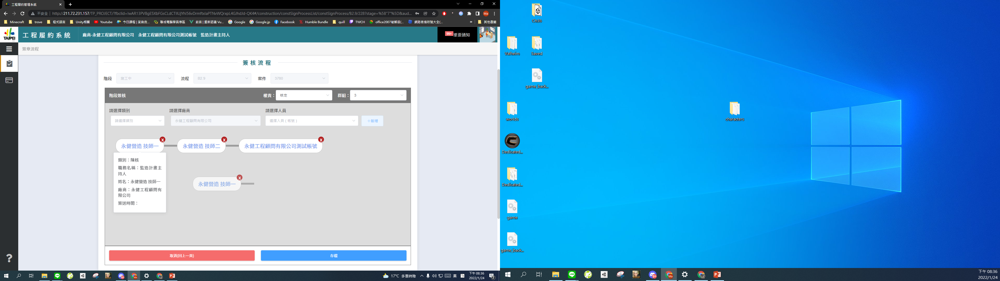 工程履約管理系統
不安全 | http://211.72.231.157/TP_PROJECT/?fbclid=IwAR13PVBgE5XbFGsCLdCTIlUjYhI56vDrmftxIaPTNvWQrxpL4GJhdJd-QK4#/construction/constSignProcessList/constSignProcess/B2.9/228?stage=%5B"7"%5D&aud...
Minecraft trove 程式語言 Unity相關 Youtube 今日課程 | 菜鳥救... 聯成電腦學員專區 前言 | 重新認識 Vu... Google Google.jp Facebook Humble Bundle quill TWCH office2007破解版(... 網路表情符號大全(... » 其他書籤
TAIPEI
工程履約系統 廠商-永健工程顧問有限公司 永健工程顧問有限公司測試帳號 監造計畫主持人 99+ 重要通知
簽章流程
簽核流程
階段 施工中 流程 B2.9 案件 3780
階段簽核 權責： 核定 群組： 3
請選擇類別 請選擇廠商 請選擇人員
請選擇類別 永健工程顧問有限公司 選擇人員 ( 帳號 ) ＋新增
永健營造 技師一 X 永健營造 技師二 X 永健工程顧問有限公司測試帳號 X
類別：陳核
職務名稱：監造計畫主
持人
姓名：永健營造 技師一
廠商：永健工程顧問有
限公司
簽送時間：
永健營造 技師一 X
取消(回上一頁) 存檔
17°C 多雲時陰 英 下午 08:36
2022/1/24
2
Ch36
Valheim Saved
game_back...
worlds characters
Dedicated...
Dedicated...
game
game_back...
下午 08:36
2022/1/24